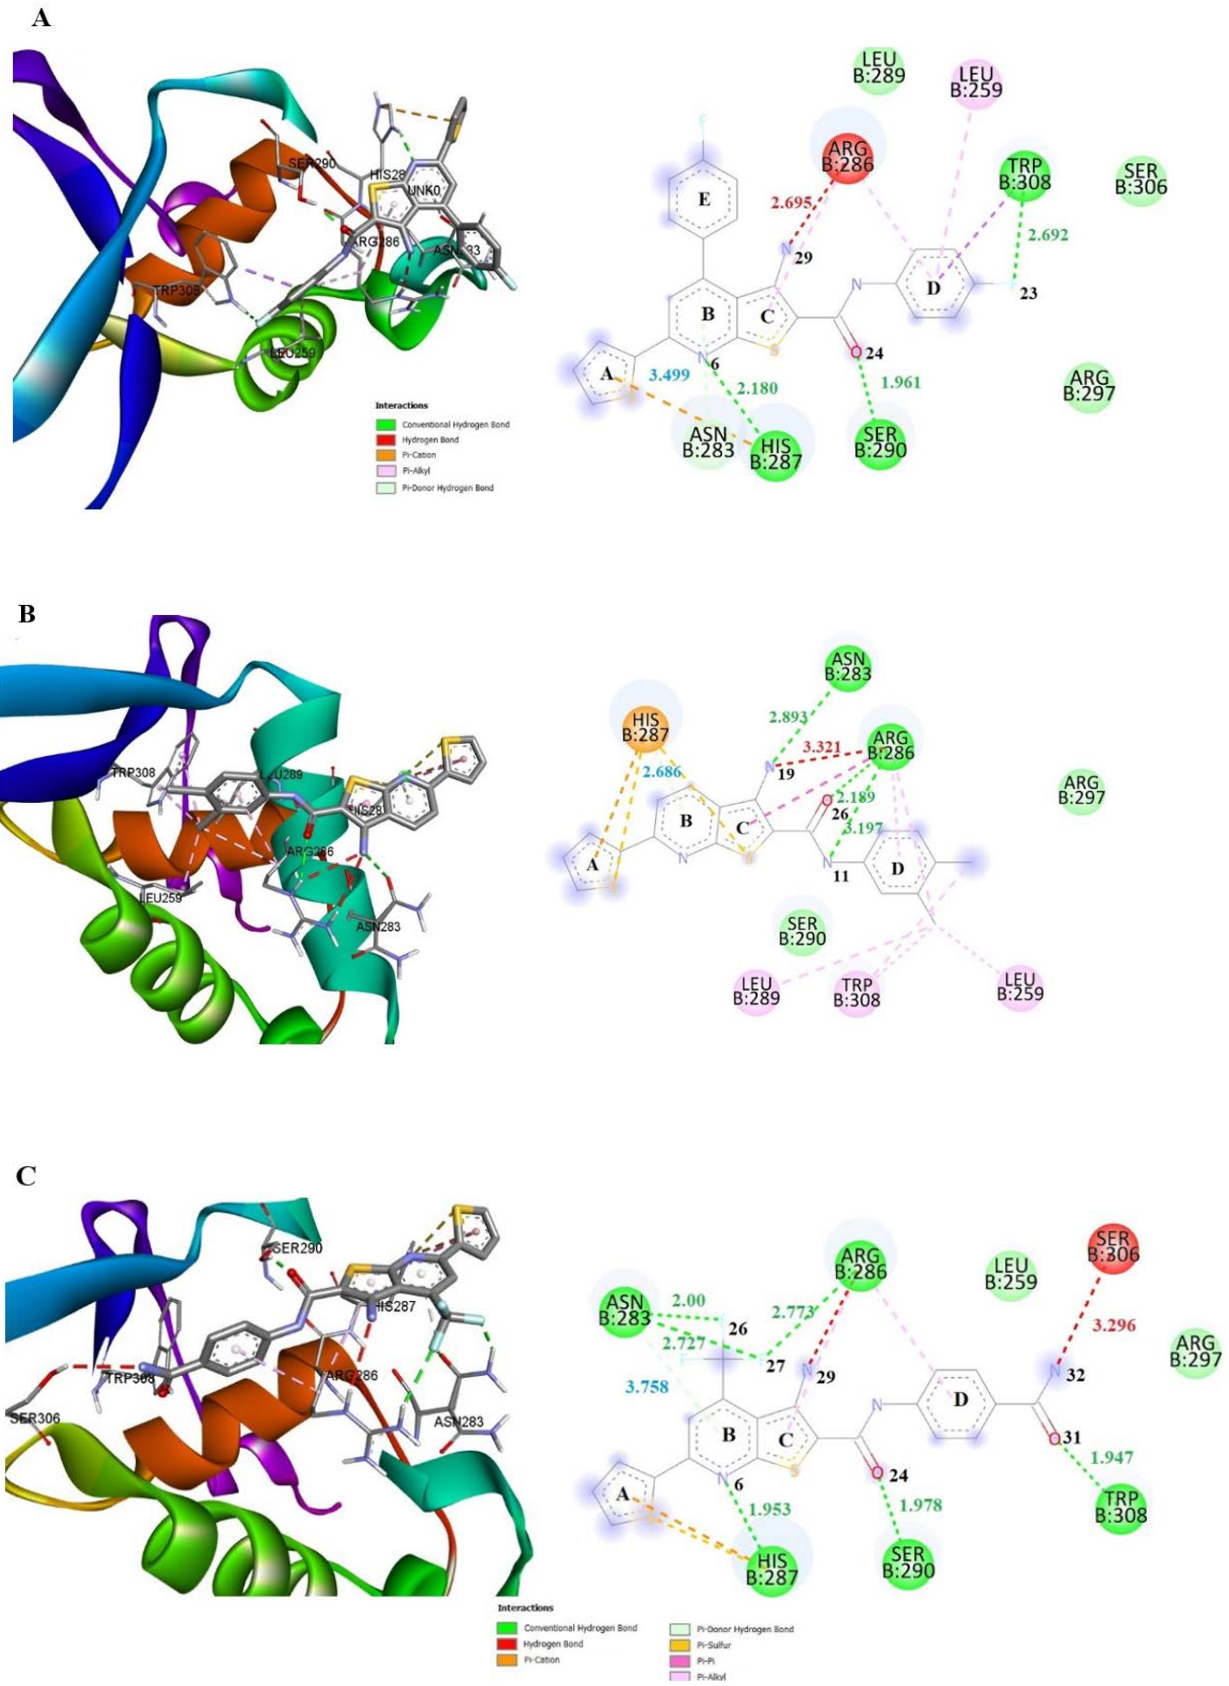 A
SER290
HIS28
UNK0
ARG286
TRP308
LEU259
Interactions
Conventional Hydrogen Bond
Hydrogen Bond
Pi-Cation
Pi-Alkyl
Pi-Donor Hydrogen Bond
LEU
B:289
LEU
B:259
ARG
B:286
TRP
B:308
SER
B:306
2.695
2.692
E
29
D
23
B
C
N
6
O
24
S
A
3.499
2.180
1.961
ARG
B:297
ASN
B:283
HIS
B:287
SER
B:290
B
TRP308
HIS28
ARG286
LEU259
ASN283
ASN
B:283
HIS
B:287
ARG
B:286
2.893
3.321
2.686
N
19
2.189
O
26
3.197
ARG
B:297
B
C
S
A
N
N
11
D
SER
B:290
LEU
B:289
TRP
B:308
LEU
B:259
C
SER290
HIS287
TRP308
ARG286
SER306
ASN283
ARG
B:286
LEU
B:259
SER
B:306
ASN
B:283
2.00
2.773
26
2.727
3.296
ARG
B:297
27
N
29
N
32
3.758
D
B
C
N
6
S
O
24
O
31
1.947
A
1.953
1.978
TRP
B:308
HIS
B:287
SER
B:290
Interactions
Conventional Hydrogen Bond
Hydrogen Bond
Pi-Cation
Pi-Donor Hydrogen Bond
Pi-Sulfur
Pi-Pi
Pi-Alkyl